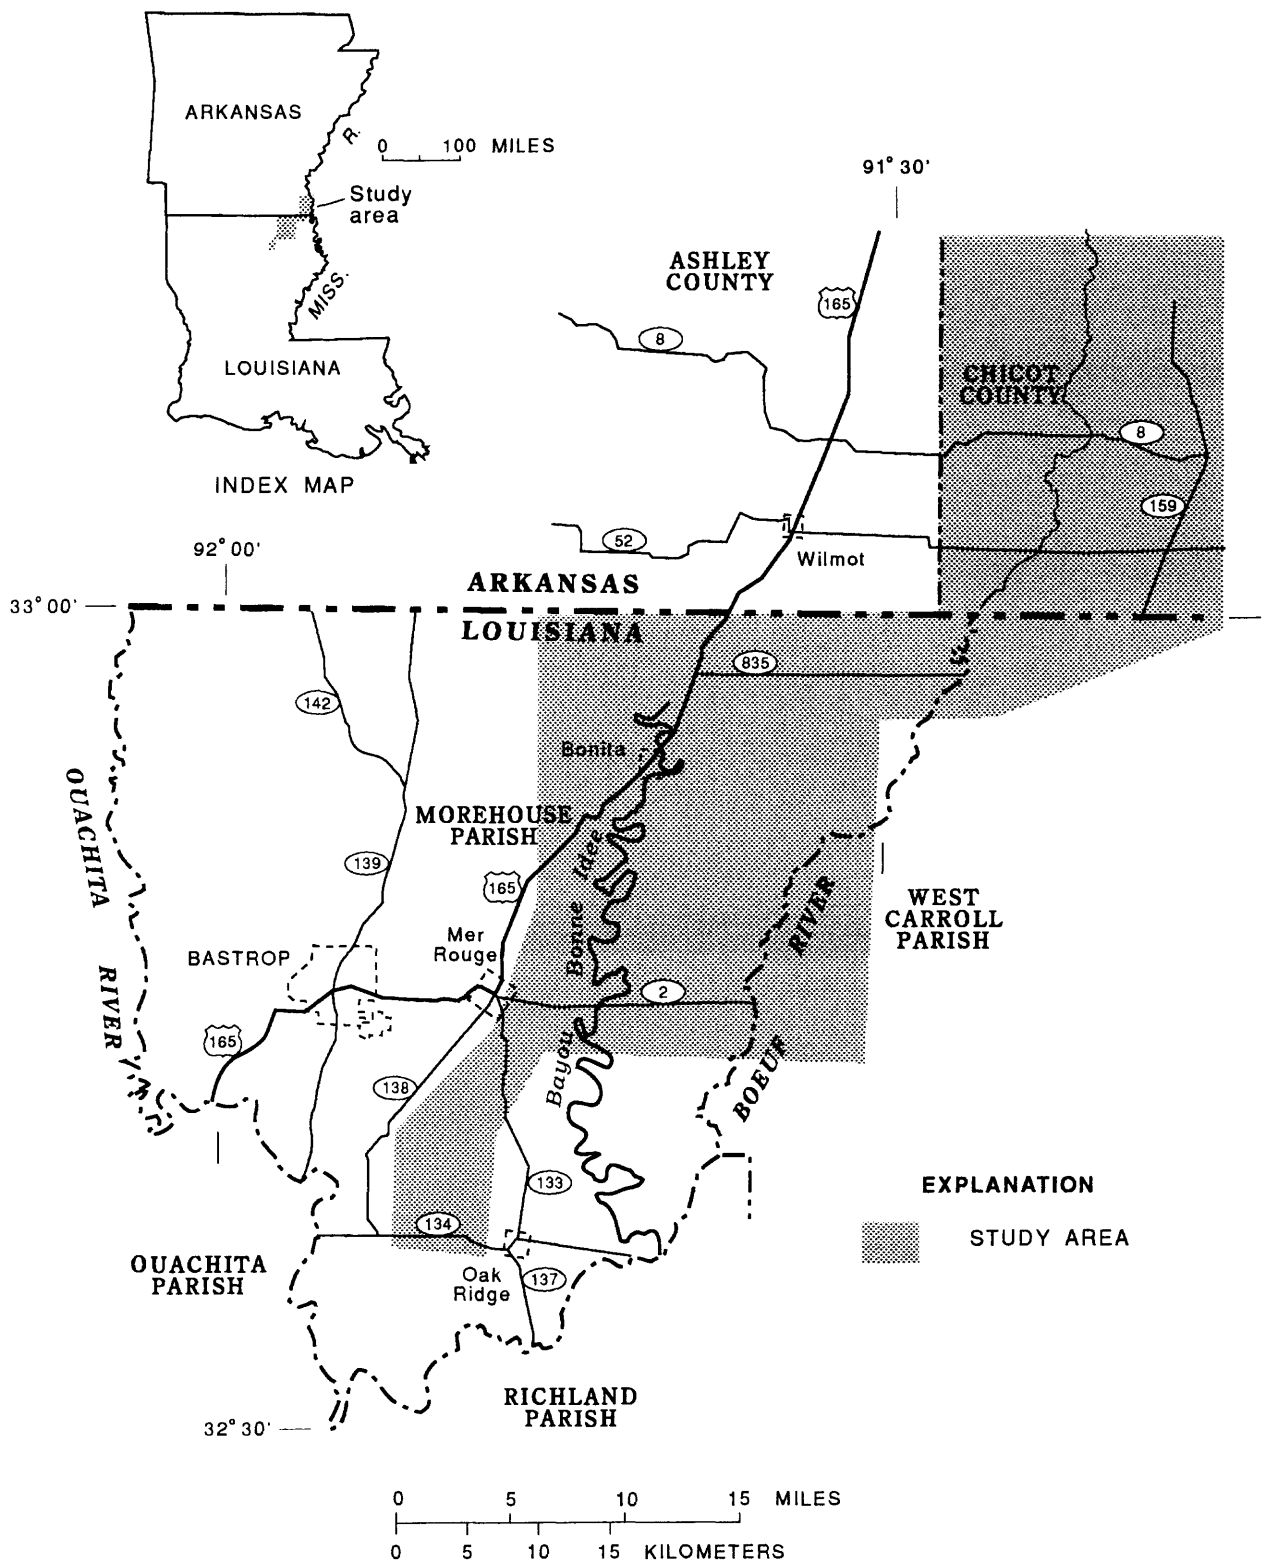 ARKANSAS
R.
0 100 MILES
Study
area
MISS.
LOUISIANA
INDEX MAP
91°30'
ASHLEY
COUNTY
165
8
CHICOT
COUNTY
8
159
52
Wilmot
92°00'
33°00'
ARKANSAS
LOUISIANA
835
142
Bonita
OUACHITA
RIVER
MOREHOUSE
PARISH
139
165
Bayou Bonne Idee
Mer
Rouge
BASTROP
2
165
138
BOEUF RIVER
WEST
CARROLL
PARISH
133
134
OUACHITA
PARISH
Oak
Ridge
137
EXPLANATION
STUDY AREA
RICHLAND
PARISH
32°30'
0 5 10 15 MILES
0 5 10 15 KILOMETERS